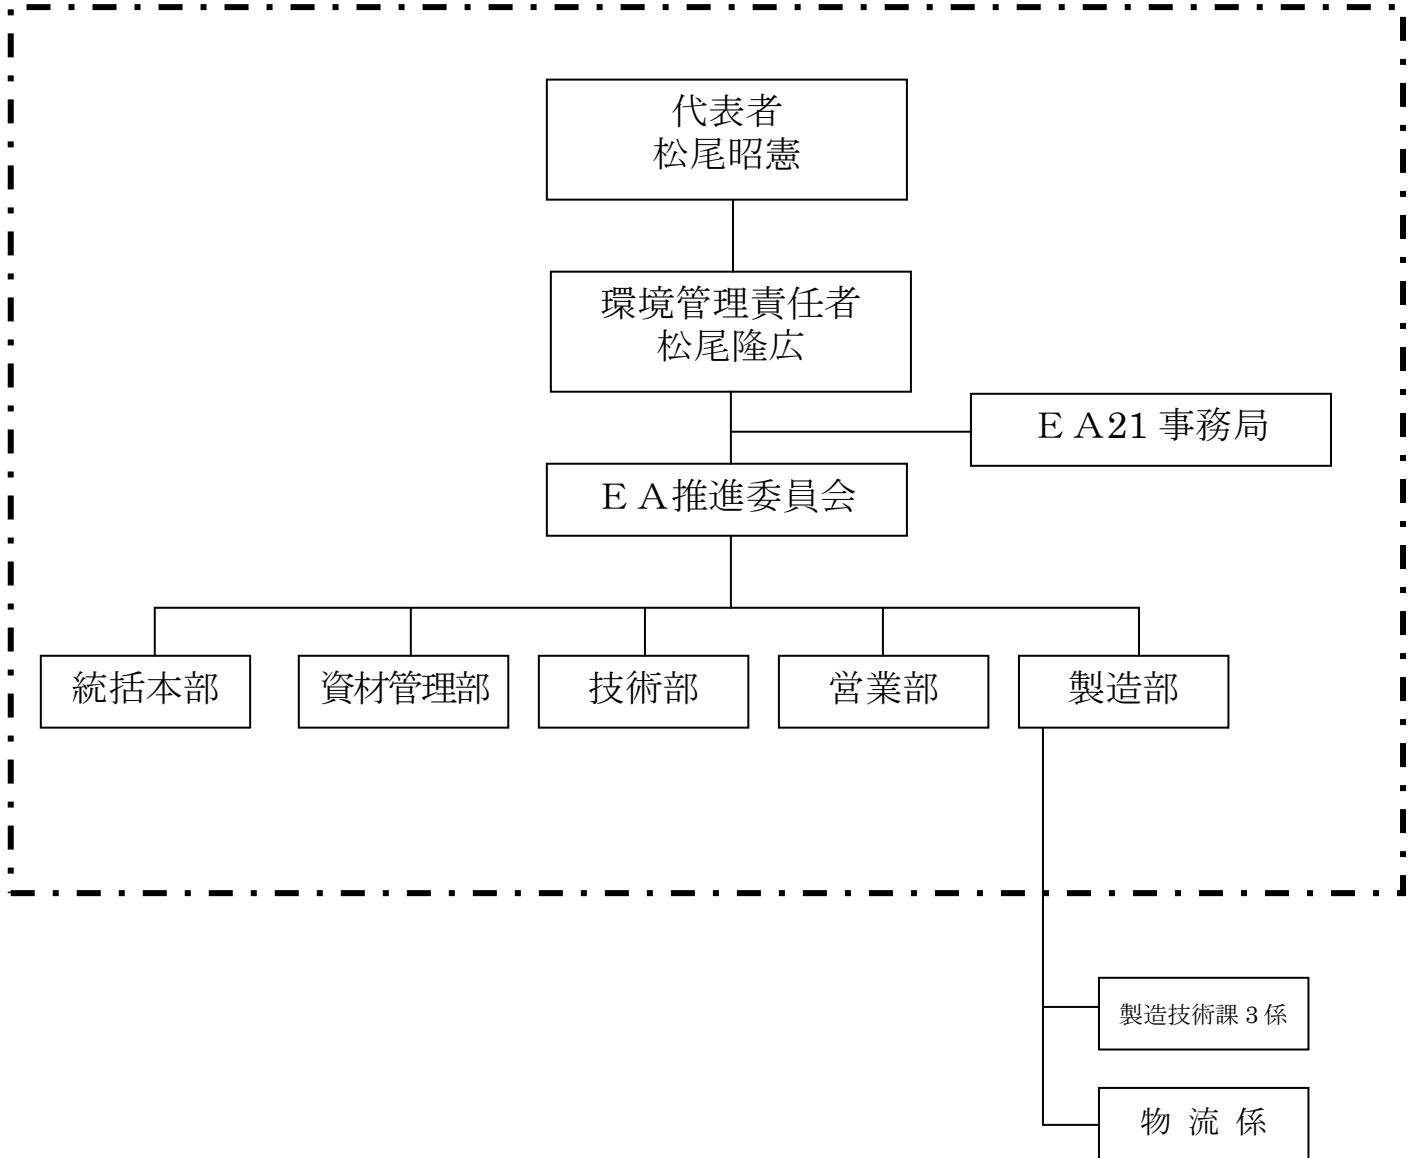 代表者
松尾昭憲
環境管理責任者
松尾隆広
ＥＡ21 事務局
ＥＡ推進委員会
統括本部
資材管理部
技術部
営業部
製造部
製造技術課 3 係
物 流 係